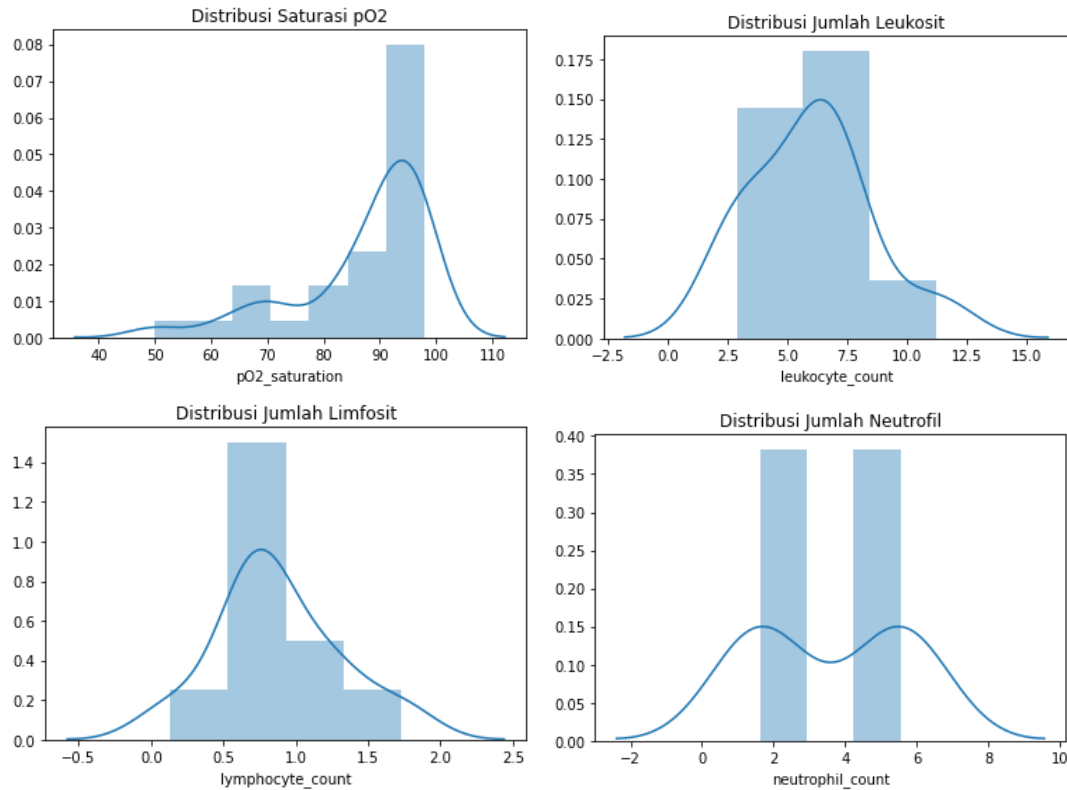 Distribusi Saturasi pO2
0.08
0.07
0.06
0.05
0.04
0.03
0.02
0.01
0.00
40 50 60 70 80 90 100 110
pO2_saturation
Distribusi Jumlah Leukosit
0.175
0.150
0.125
0.100
0.075
0.050
0.025
0.000
−2.5 0.0 2.5 5.0 7.5 10.0 12.5 15.0
leukocyte_count
Distribusi Jumlah Limfosit
1.4
1.2
1.0
0.8
0.6
0.4
0.2
0.0
−0.5 0.0 0.5 1.0 1.5 2.0 2.5
lymphocyte_count
Distribusi Jumlah Neutrofil
0.40
0.35
0.30
0.25
0.20
0.15
0.10
0.05
0.00
−2 0 2 4 6 8 10
neutrophil_count